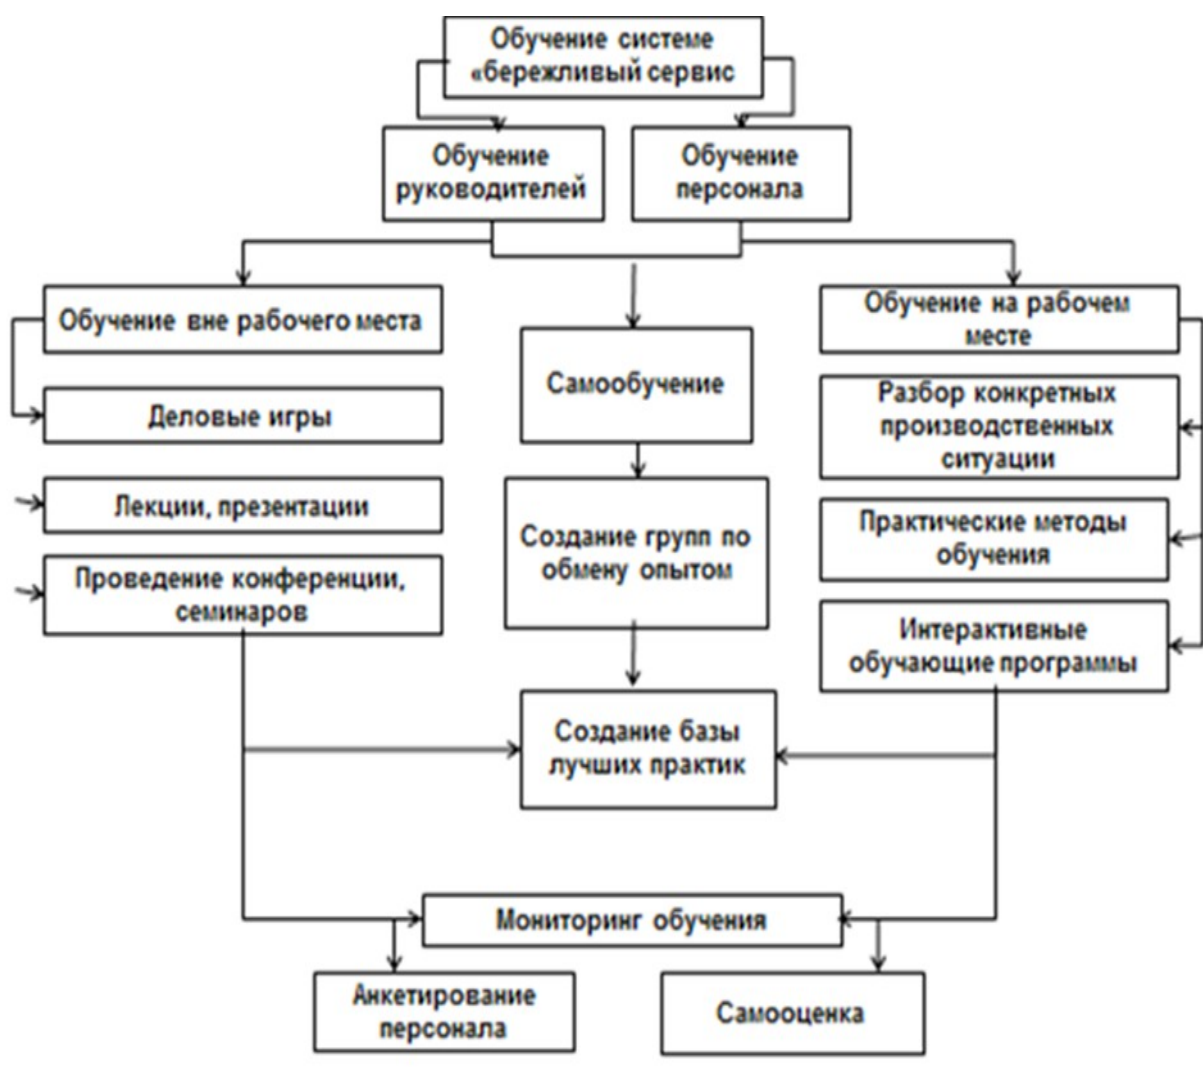 Обучение системе
«бережливый сервис
Обучение
руководителей
Обучение
персонала
Обучение вне рабочего места
Деловые игры
Лекции, презентации
Проведение конференции,
семинаров
Самообучение
Создание групп по
обмену опытом
Создание базы
лучших практик
Обучение на рабочем
месте
Разбор конкретных
производственных
ситуации
Практические методы
обучения
Интерактивные
обучающие программы
Мониторинг обучения
Анкетирование
персонала
Самооценка